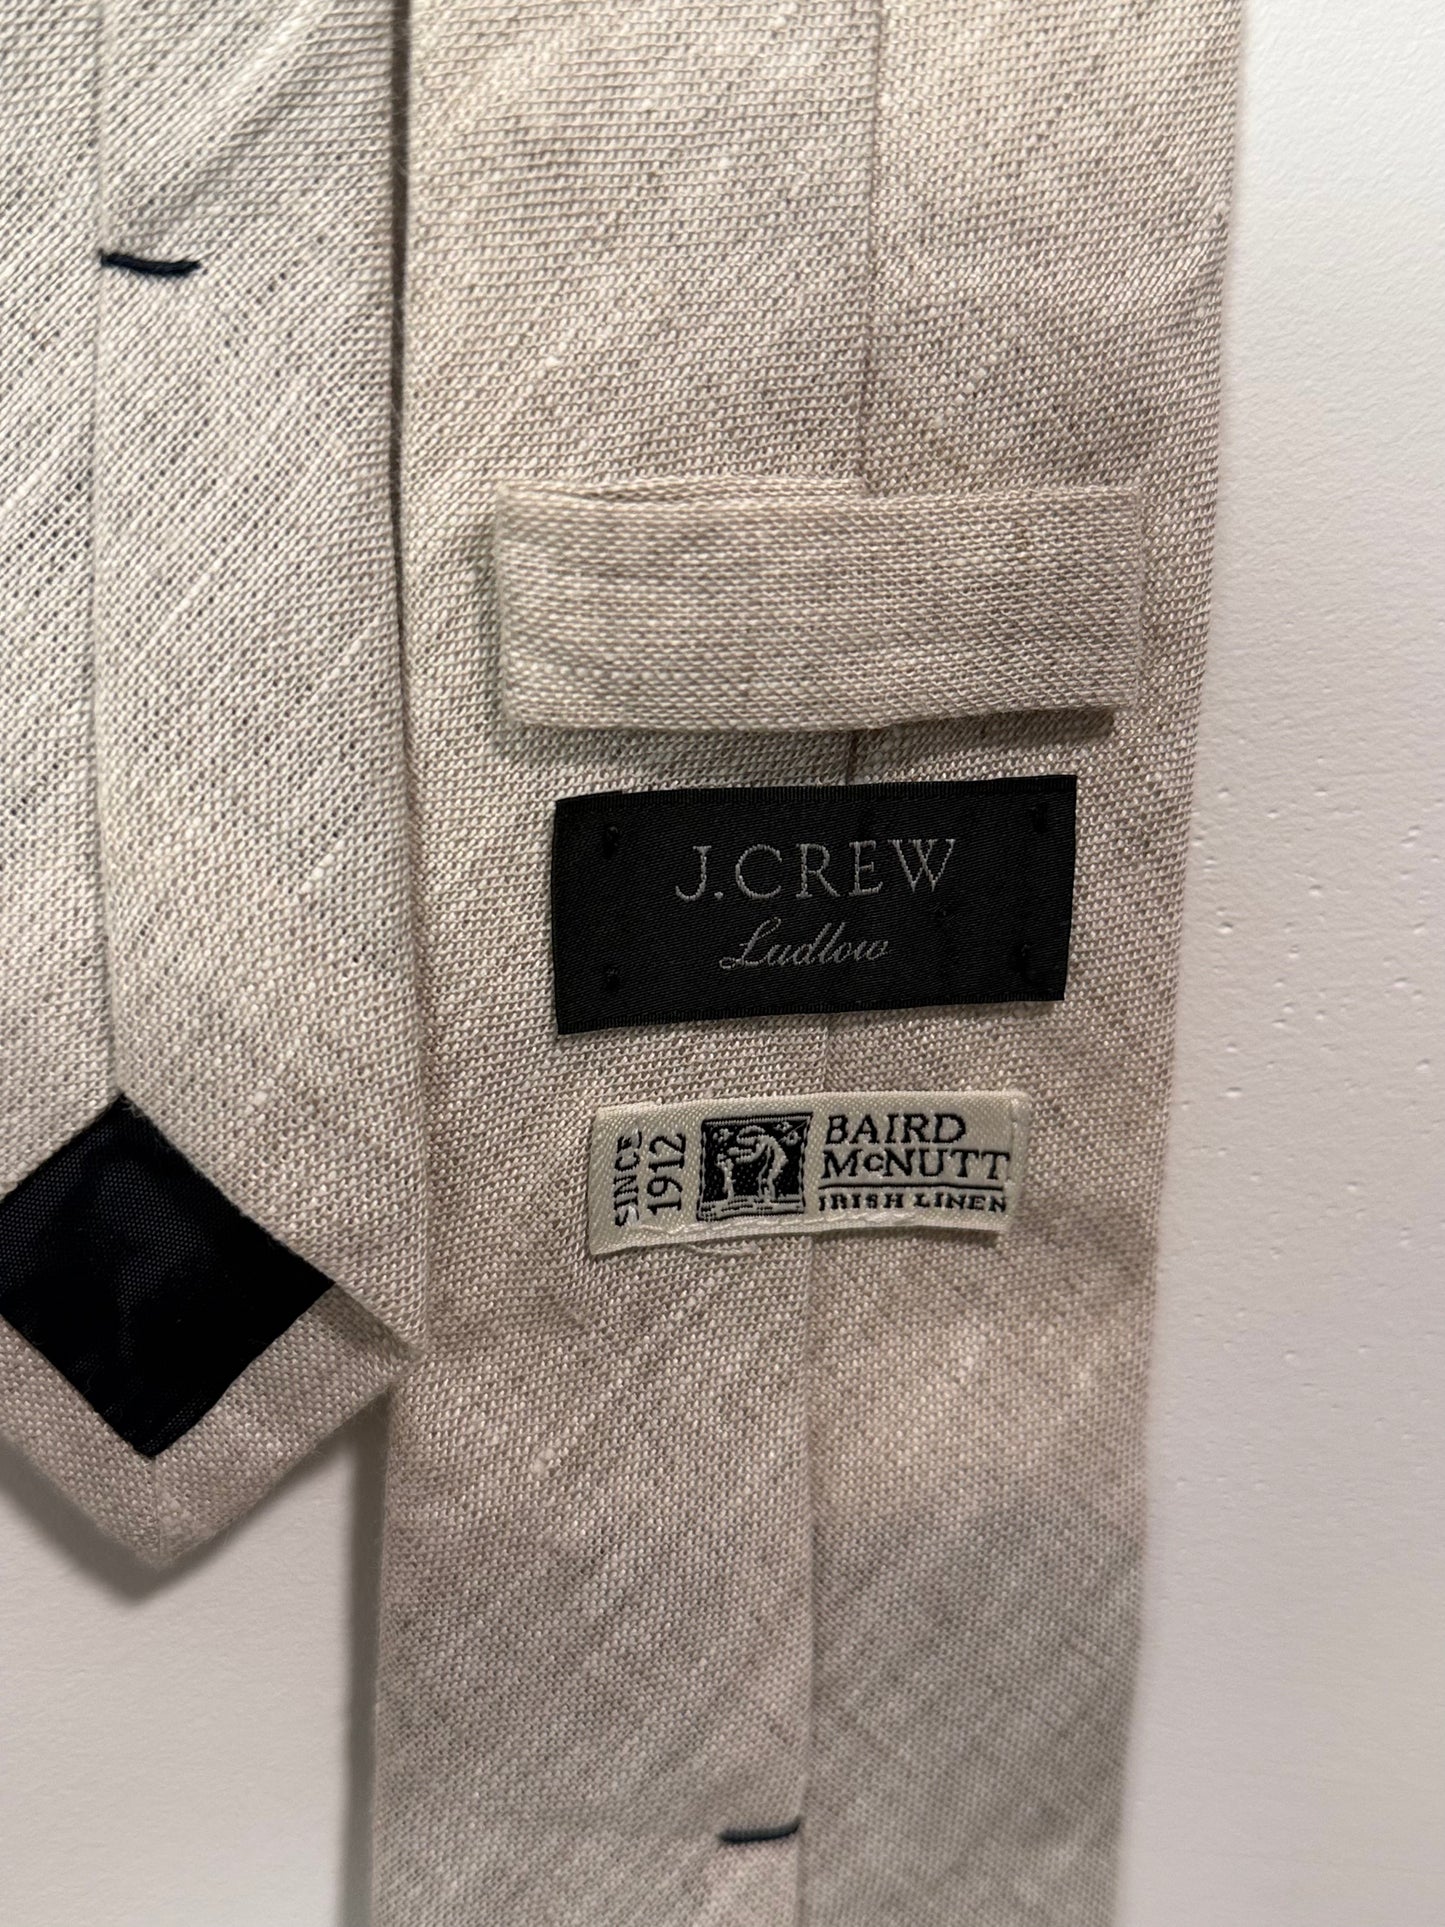 J.CREW
Ludlow
SINCE
1912
BAIRD
McNUTT
IRISH LINEN